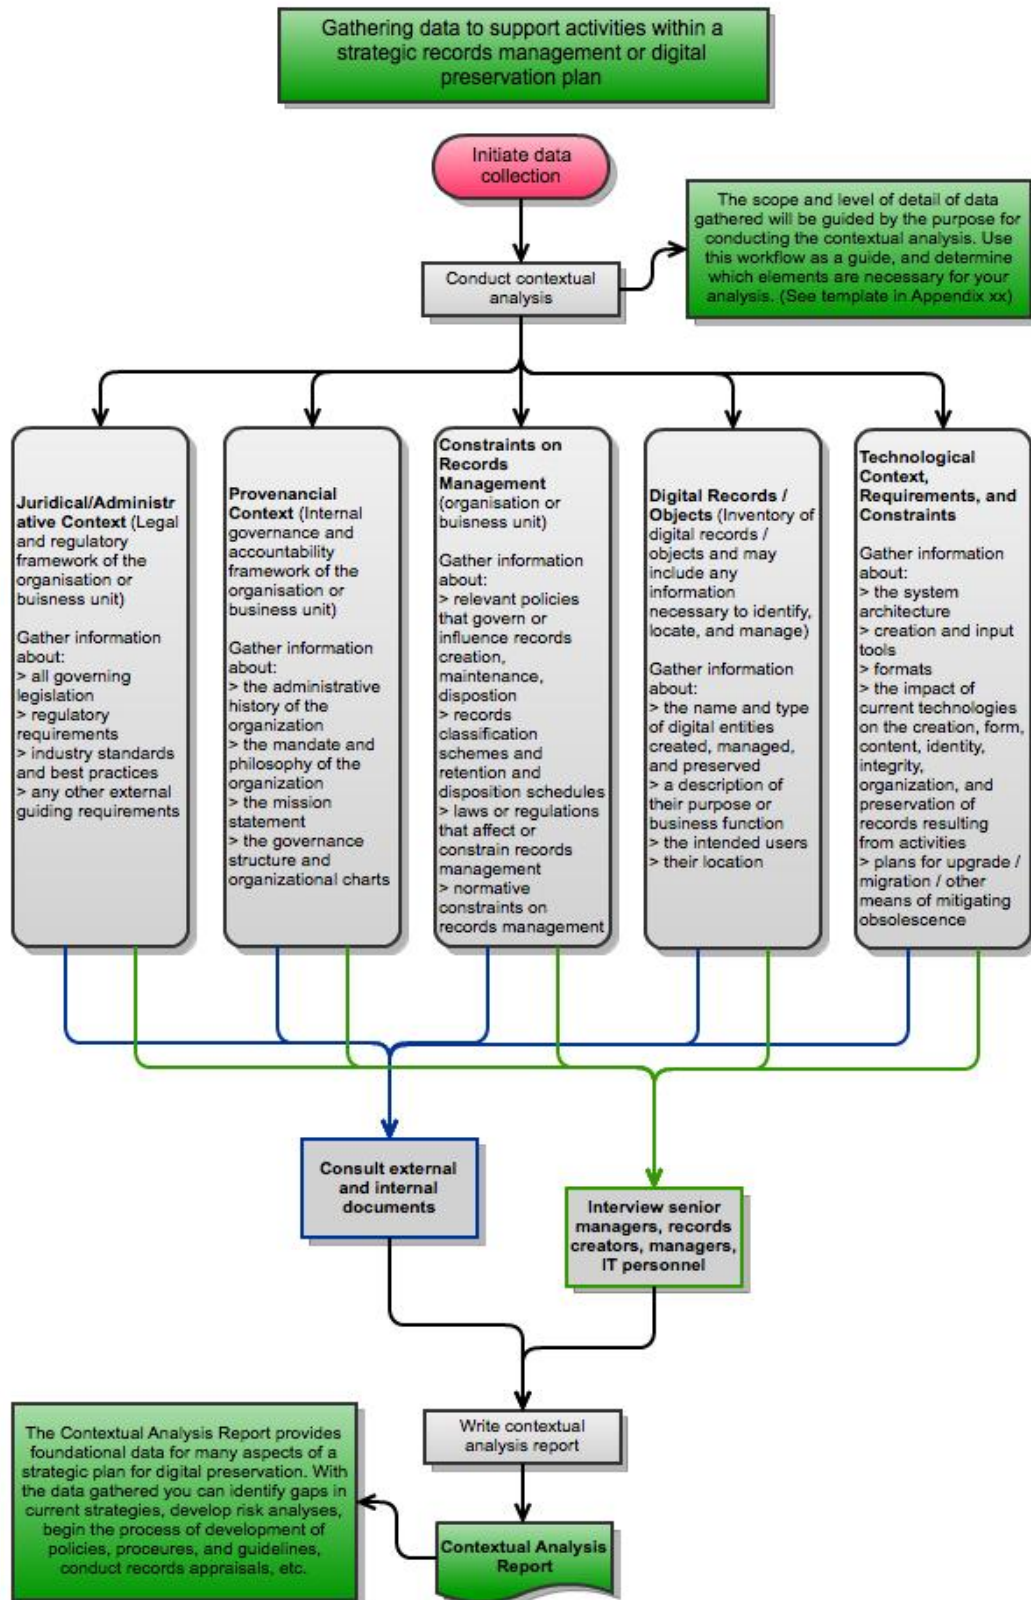 Gathering data to support activities within a
strategic records management or digital
preservation plan
Initiate data
collection
The scope and level of detail of data
gathered will be guided by the purpose for
conducting the contextual analysis. Use
this workflow as a guide, and determine
which elements are necessary for your
analysis. (See template in Appendix xx)
Conduct contextual
analysis
Juridical/Administr
ative Context (Legal
and regulatory
framework of the
organisation or
buisness unit)
Gather information
about:
> all governing
legislation
> regulatory
requirements
> industry standards
and best practices
> any other external
guiding requirements
Provenancial
Context (Internal
governance and
accountability
framework of the
organisation or
business unit)
Gather information
about:
> the administrative
history of the
organization
> the mandate and
philosophy of the
organization
> the mission
statement
> the governance
structure and
organizational charts
Constraints on
Records
Management
(organisation or
buisness unit)
Gather information
about:
> relevant policies
that govern or
influence records
creation,
maintenance,
dispostion
> records
classification
schemes and
retention and
disposition schedules
> laws or regulations
that affect or
constrain records
management
> normative
constraints on
records management
Digital Records /
Objects (Inventory of
digital records /
objects and may
include any
information
necessary to identify,
locate, and manage)
Gather information
about:
> the name and type
of digital entities
created, managed,
and preserved
> a description of
their purpose or
business function
> the intended users
> their location
Technological
Context,
Requirements, and
Constraints
Gather information
about:
> the system
architecture
> creation and input
tools
> formats
> the impact of
current technologies
on the creation, form,
content, identity,
integrity,
organization, and
preservation of
records resulting
from activities
> plans for upgrade /
migration / other
means of mitigating
obsolescence
Consult external
and internal
documents
Interview senior
managers, records
creators, managers,
IT personnel
Write contextual
analysis report
The Contextual Analysis Report provides
foundational data for many aspects of a
strategic plan for digital preservation. With
the data gathered you can identify gaps in
current strategies, develop risk analyses,
begin the process of development of
policies, proceures, and guidelines,
conduct records appraisals, etc.
Contextual Analysis
Report